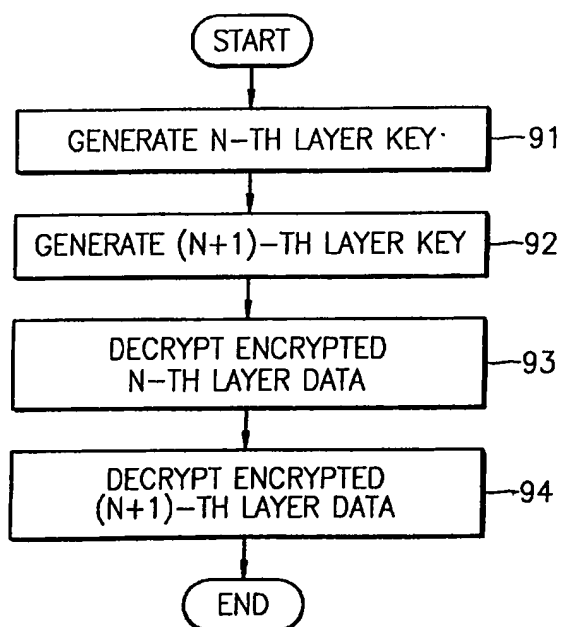 START
GENERATE N-TH LAYER KEY
91
GENERATE (N+1)-TH LAYER KEY
92
DECRYPT ENCRYPTED
N-TH LAYER DATA
93
DECRYPT ENCRYPTED
(N+1)-TH LAYER DATA
94
END